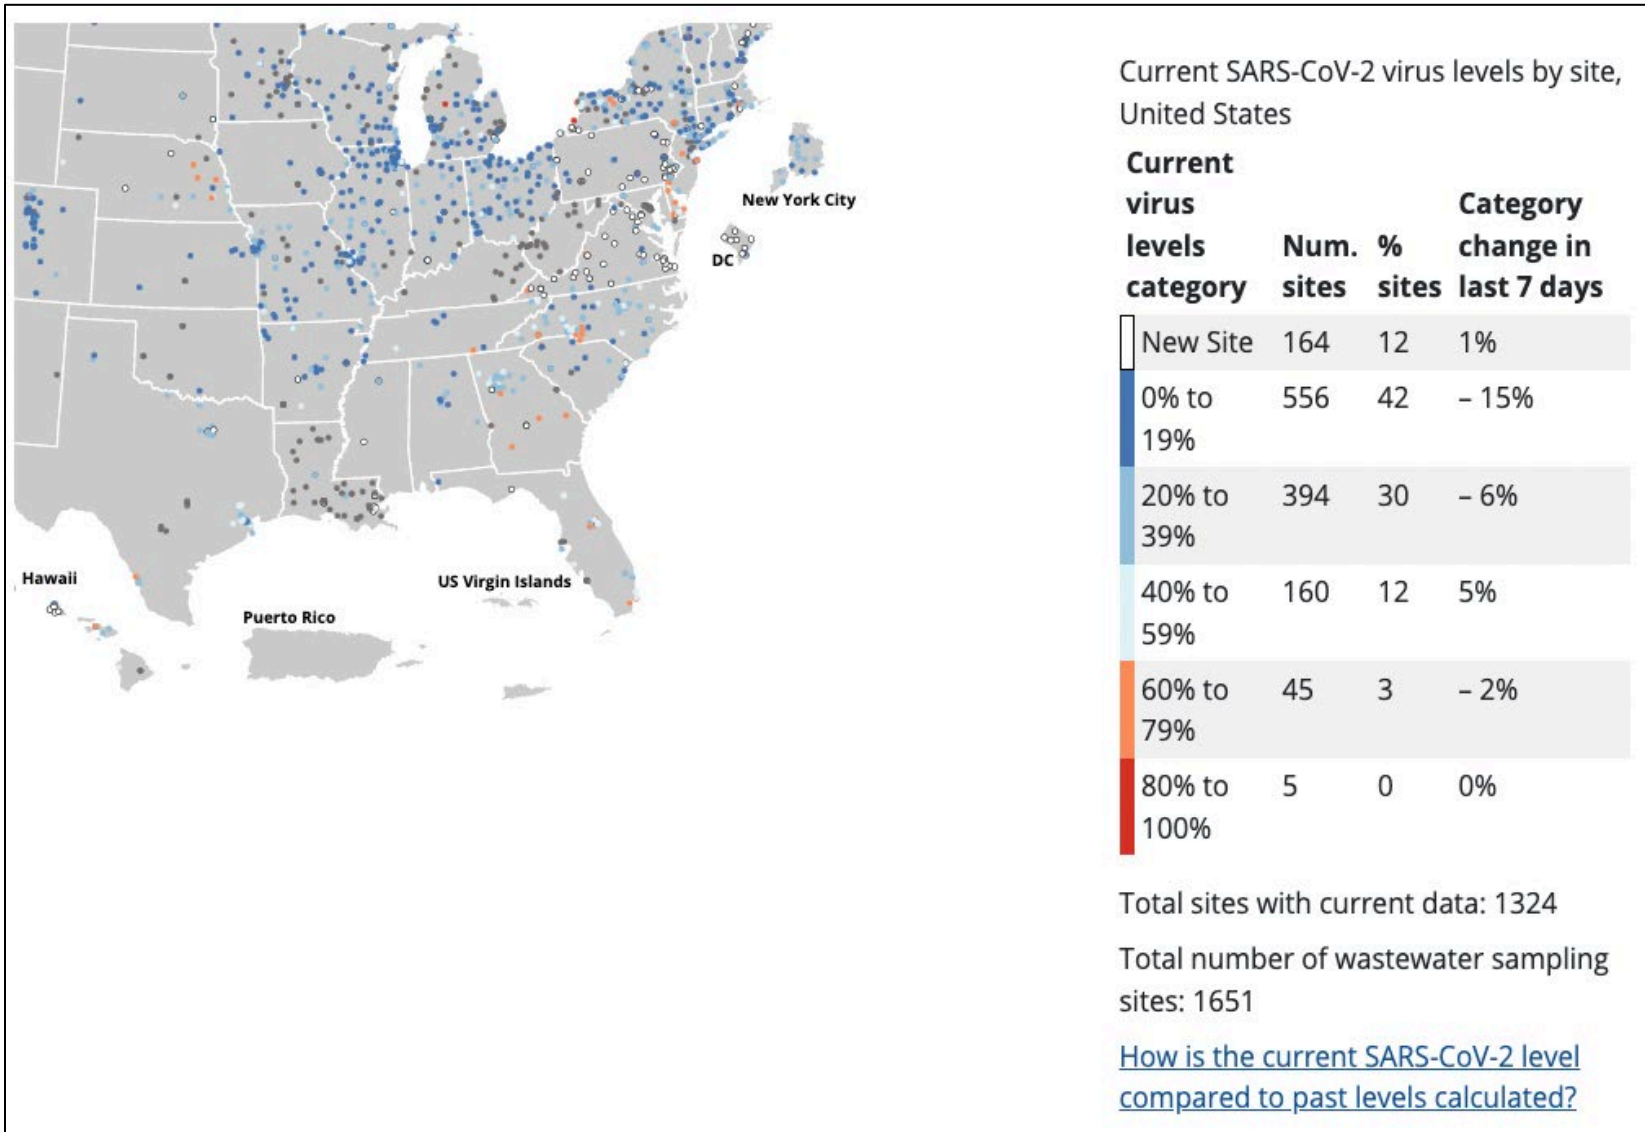 New York City
DC
Hawaii
US Virgin Islands
Puerto Rico
Current SARS-CoV-2 virus levels by site,
United States
Current
virus
levels
category
Num.
sites
%
sites
Category
change in
last 7 days
New Site 164 12 1%
0% to 556 42 – 15%
19%
20% to 394 30 – 6%
39%
40% to 160 12 5%
59%
60% to 45 3 – 2%
79%
80% to 5 0 0%
100%
Total sites with current data: 1324
Total number of wastewater sampling
sites: 1651
How is the current SARS-CoV-2 level
compared to past levels calculated?